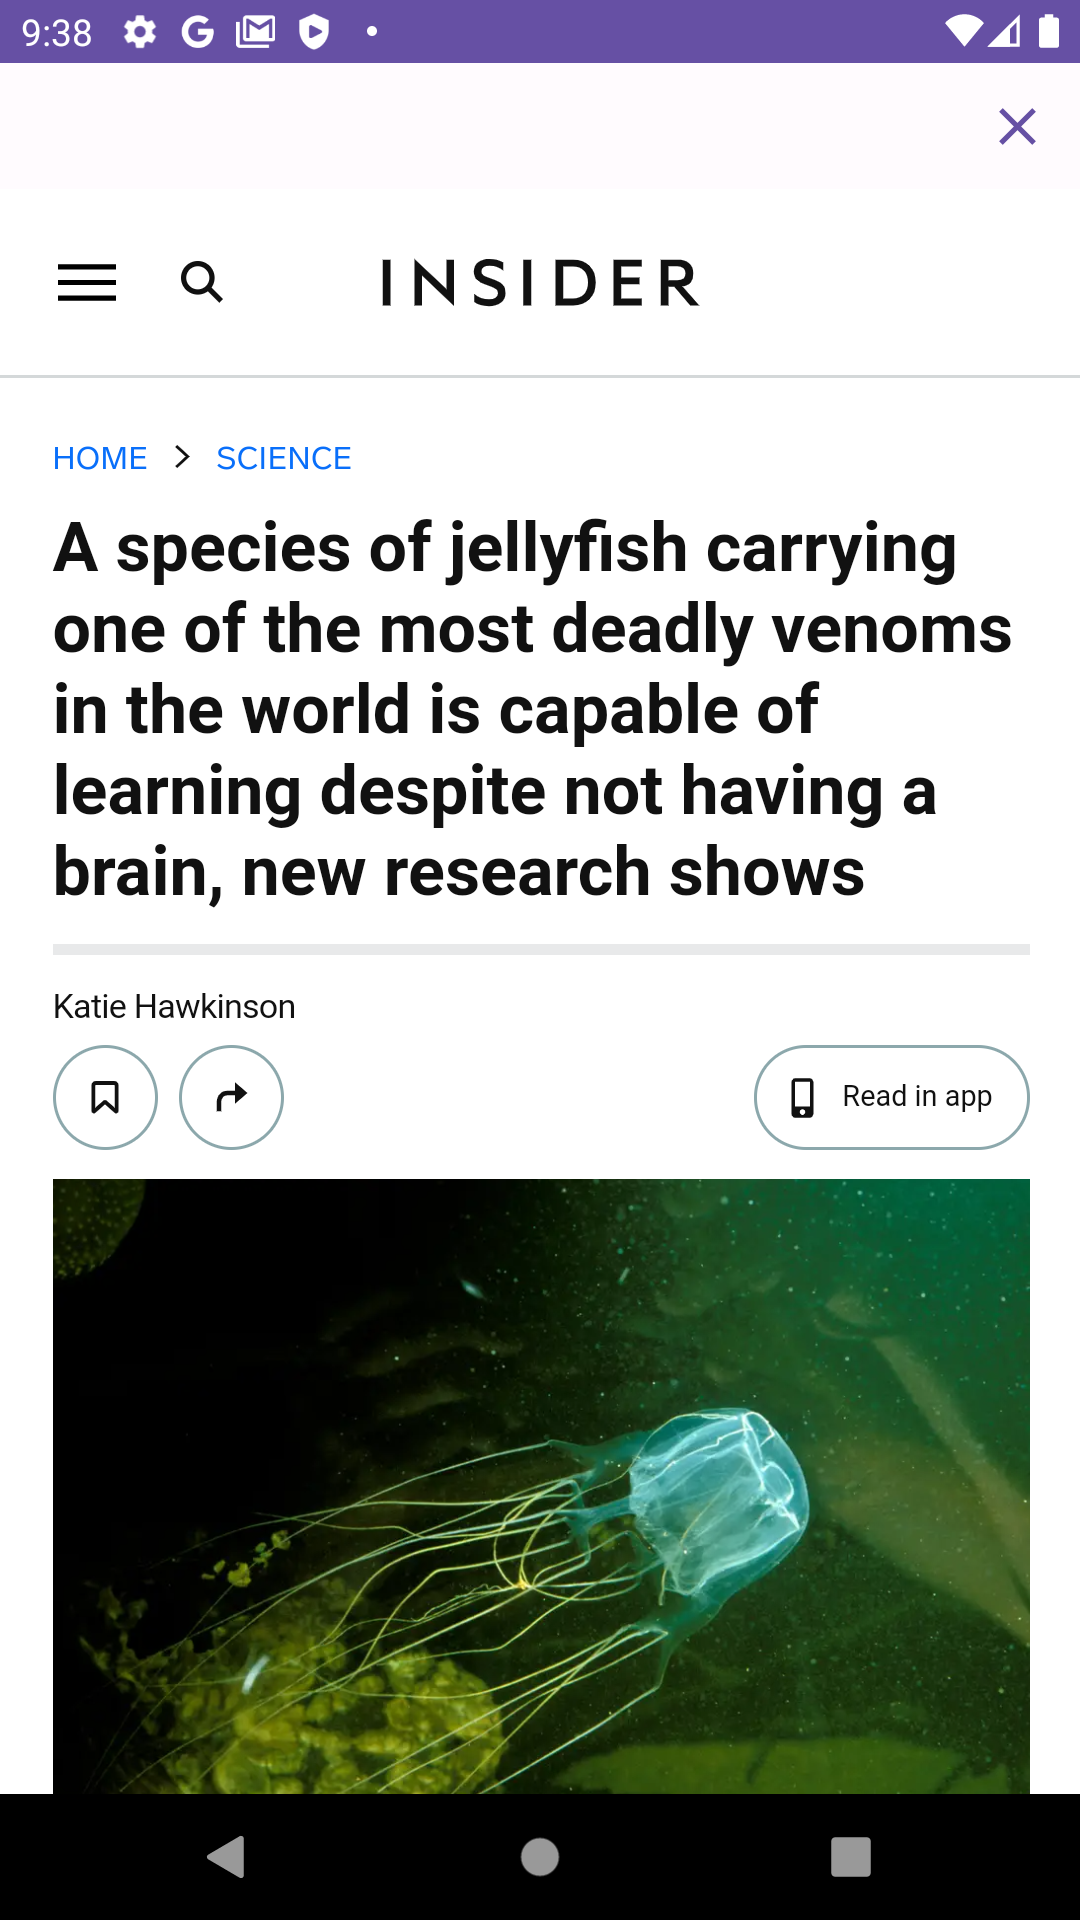 9:38
INSIDER
HOME > SCIENCE
A species of jellyfish carrying
one of the most deadly venoms
in the world is capable of
learning despite not having a
brain, new research shows
Katie Hawkinson
Read in app